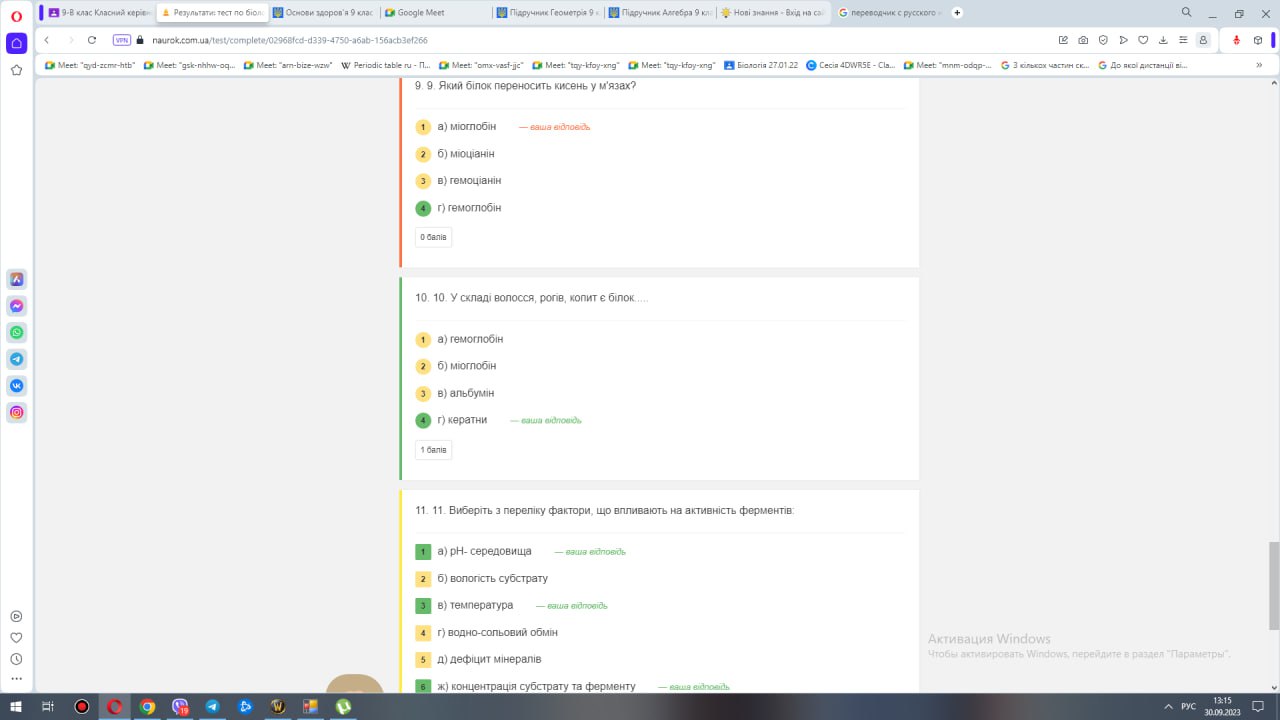 9-В клас Класний керівн
Результати тест по біоло
Основи здоров'я 9 клас
Google Meet
Підручник Геометрія 9 к
Підручник Алгебра 9 кла
Нові знання - Вхід на сай
переводчик с русского н
VPN naurok.com.ua/test/complete/02968fcd-d339-4750-a6ab-156acb3ef266
Meet: "qyd-zcmr-htb" Meet: "gsk-nhhw-oq... Meet: "arn-bize-wzw" Periodic table ru - П... Meet: "omx-vasf-jjc" Meet: "tqy-kfoy-xng" Meet: "tqy-kfoy-xng" Біологія 27.01.22 Сесія 4DWR5E - Cla... Meet: "mnm-odqp-... З кількох частин ск... До якої дистанції ві... »
9. 9. Який білок переносить кисень у м'язах?
1 а) міоглобін — ваша відповідь
2 б) міоціанін
3 в) гемоціанін
4 г) гемоглобін
0 балів
10. 10. У складі волосся, рогів, копит є білок.....
1 а) гемоглобін
2 б) міоглобін
3 в) альбумін
4 г) кератни — ваша відповідь
1 балів
11. 11. Виберіть з переліку фактори, що впливають на активність ферментів:
1 а) рН- середовища — ваша відповідь
2 б) вологість субстрату
3 в) температура — ваша відповідь
4 г) водно-сольовий обмін
5 д) дефіцит мінералів
6 ж) концентрація субстрату та ферменту — ваша відповідь
Активация Windows
Чтобы активировать Windows, перейдите в раздел "Параметры".
19
РУС
13:15
30.09.2023